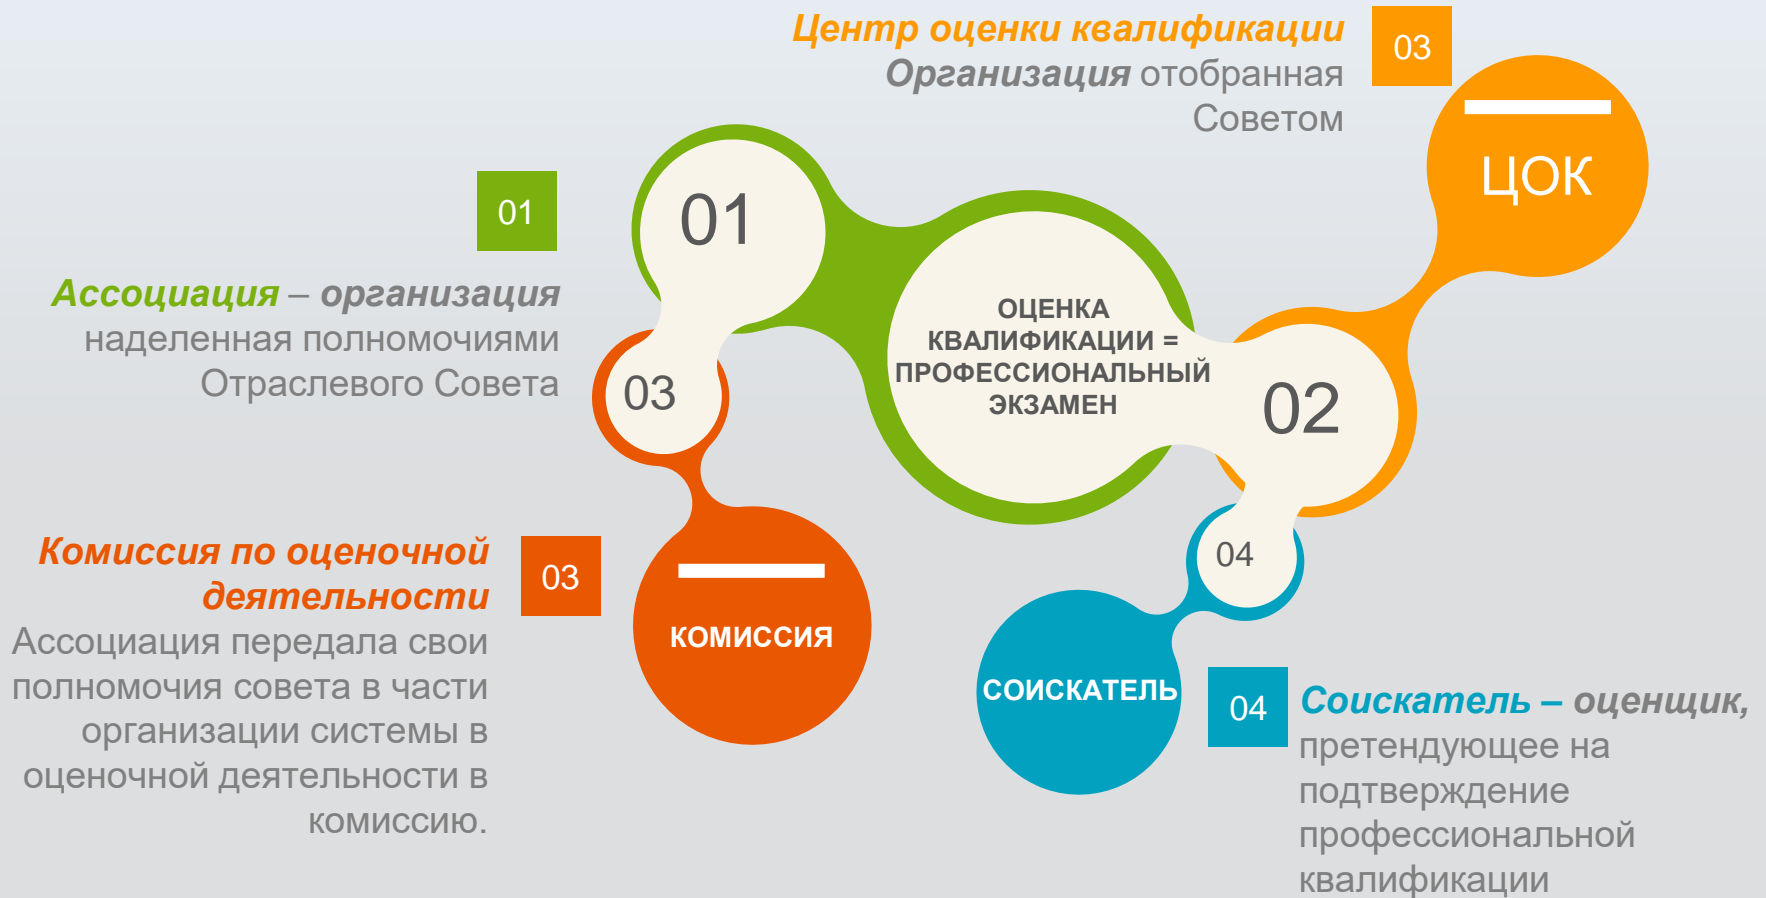 Центр оценки квалификации
Организация отобранная
Советом
03
ЦОК
01
Ассоциация – организация
наделенная полномочиями
Отраслевого Совета
01
ОЦЕНКА
КВАЛИФИКАЦИИ =
ПРОФЕССИОНАЛЬНЫЙ
ЭКЗАМЕН
02
03
04
Комиссия по оценочной
деятельности
Ассоциация передала свои
полномочия совета в части
организации системы в
оценочной деятельности в
комиссию.
03
КОМИССИЯ
СОИСКАТЕЛЬ
04
Соискатель – оценщик,
претендующее на
подтверждение
профессиональной
квалификации